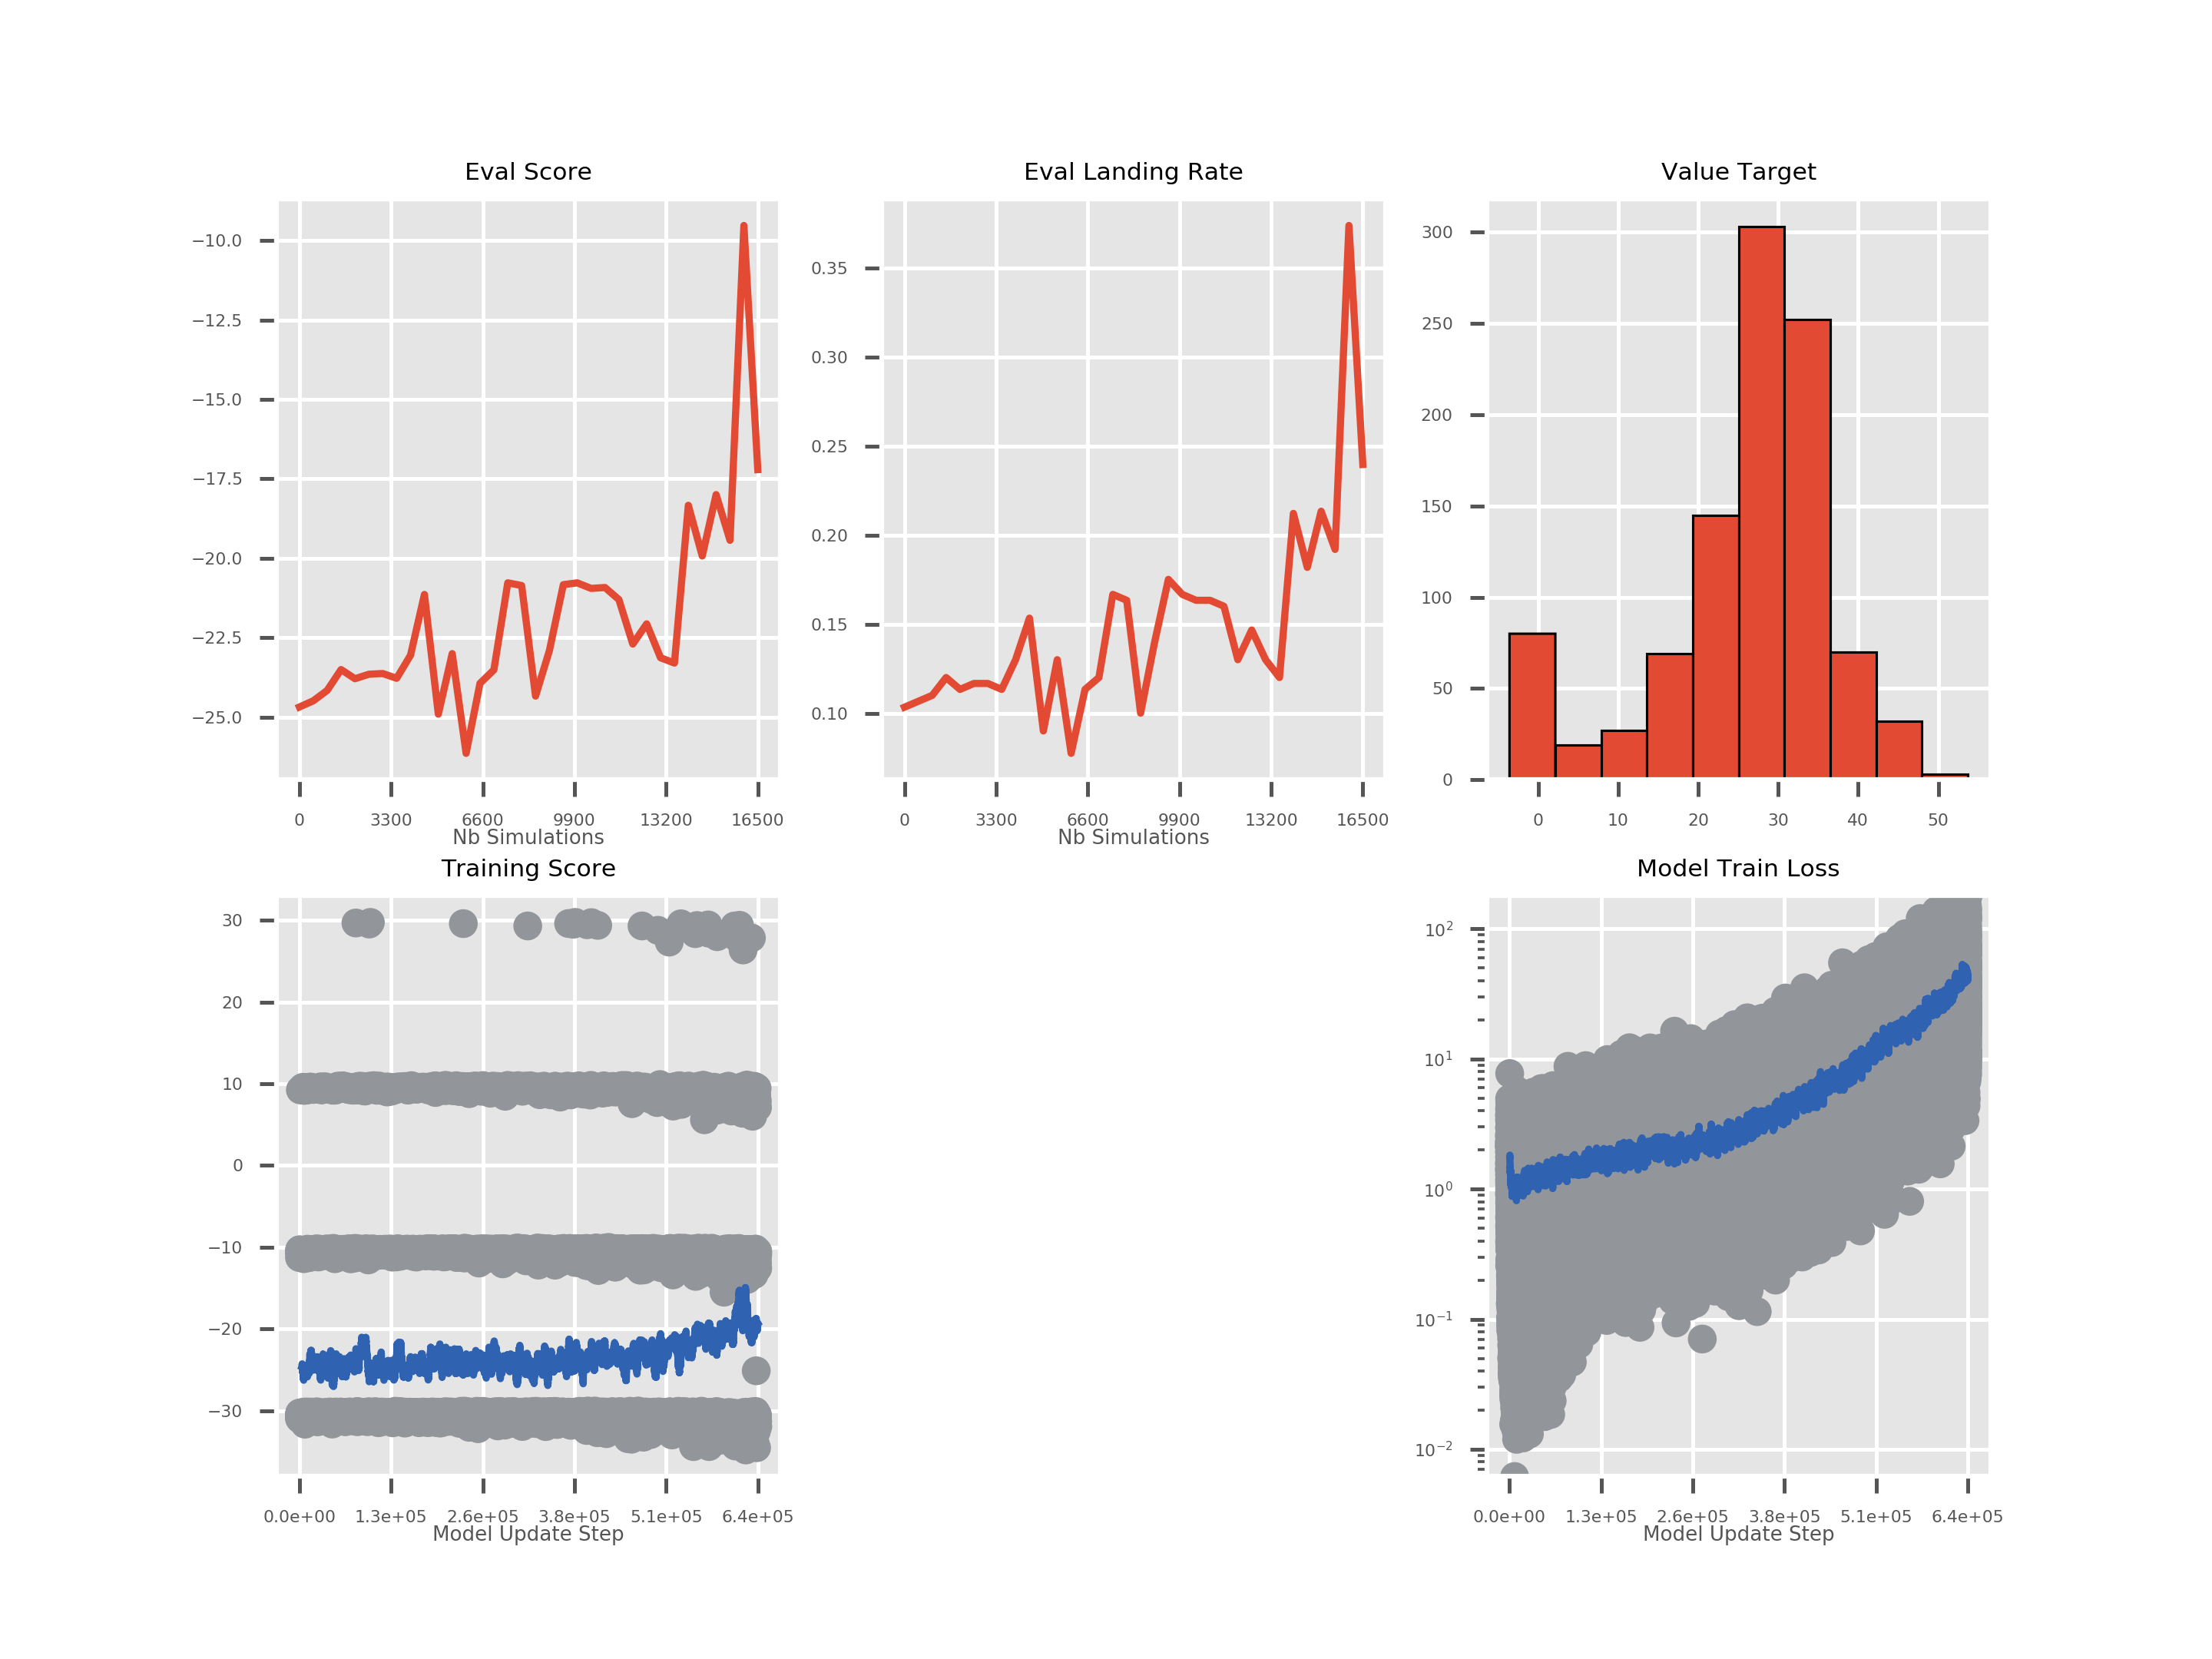 Eval Score
−10.0
−12.5
−15.0
−17.5
−20.0
−22.5
−25.0
0 3300 6600 9900 13200 16500
Nb Simulations
Eval Landing Rate
0.35
0.30
0.25
0.20
0.15
0.10
0 3300 6600 9900 13200 16500
Nb Simulations
Value Target
300
250
200
150
100
50
0
0 10 20 30 40 50
Training Score
30
20
10
0
−10
−20
−30
0.0e+00 1.3e+05 2.6e+05 3.8e+05 5.1e+05 6.4e+05
Model Update Step
Model Train Loss
10²
10¹
10⁰
10⁻¹
10⁻²
0.0e+00 1.3e+05 2.6e+05 3.8e+05 5.1e+05 6.4e+05
Model Update Step